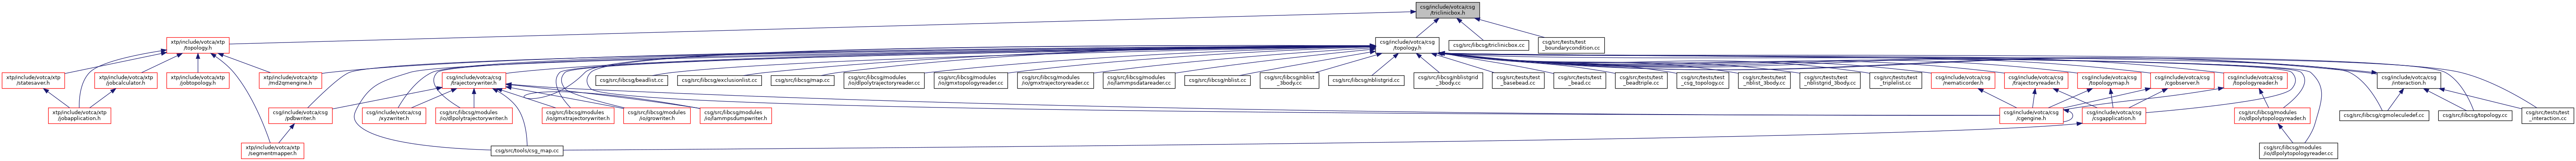 csg/include/votca/csg
/triclinicbox.h
xtp/include/votca/xtp
/topology.h
csg/include/votca/csg
/topology.h
csg/src/libcsg/triclinicbox.cc
csg/src/tests/test
_boundarycondition.cc
xtp/include/votca/xtp
/statesaver.h
xtp/include/votca/xtp
/qbcalculator.h
xtp/include/votca/xtp
/qbtopology.h
xtp/include/votca/xtp
/md2qmengine.h
csg/include/votca/csg
/trajectorywriter.h
csg/src/libcsg/beadlist.cc
csg/src/libcsg/exclusionlist.cc
csg/src/libcsg/map.cc
csg/src/libcsg/modules
/io/dlpolytrajectoryreader.cc
csg/src/libcsg/modules
/io/gmxtopologyreader.cc
csg/src/libcsg/modules
/io/gmxtrajectoryreader.cc
csg/src/libcsg/modules
/io/lammpsdatareader.cc
csg/src/libcsg/nblist.cc
csg/src/libcsg/nblist
_3body.cc
csg/src/libcsg/nblistgrid.cc
csg/src/libcsg/nblistgrid
_3body.cc
csg/src/tests/test
_basebead.cc
csg/src/tests/test
_bead.cc
csg/src/tests/test
_beadtriple.cc
csg/src/tests/test
_csg_topology.cc
csg/src/tests/test
_nblist_3body.cc
csg/src/tests/test
_nblistgrid_3body.cc
csg/src/tests/test
_triplelist.cc
csg/include/votca/csg
/nematicorder.h
csg/include/votca/csg
/trajectoryreader.h
csg/include/votca/csg
/topologymap.h
csg/include/votca/csg
/cgobserver.h
csg/include/votca/csg
/topologyreader.h
csg/include/votca/csg
/interaction.h
xtp/include/votca/xtp
/jobapplication.h
csg/include/votca/csg
/pdbwriter.h
csg/include/votca/csg
/xyzwriter.h
csg/src/libcsg/modules
/io/dlpolytrajectorywriter.h
csg/src/libcsg/modules
/io/gmxtrajectorywriter.h
csg/src/libcsg/modules
/io/growriter.h
csg/src/libcsg/modules
/io/lammpsdumpwriter.h
csg/include/votca/csg
/cgengine.h
csg/include/votca/csg
/csgapplication.h
csg/src/libcsg/modules
/io/dlpolytopologyreader.h
csg/src/libcsg/cgmoleculedef.cc
csg/src/libcsg/topology.cc
csg/src/tests/test
_interaction.cc
xtp/include/votca/xtp
/segmentmapper.h
csg/src/tools/csg_map.cc
csg/src/libcsg/modules
/io/dlpolytopologyreader.cc